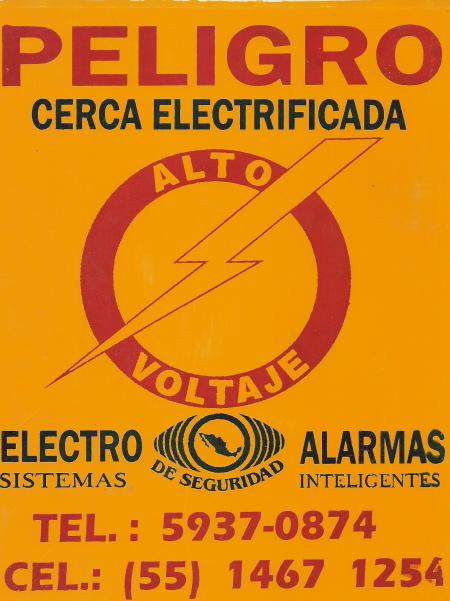 PELIGRO
CERCA ELECTRIFICADA
ALTO
VOLTAJE
ELECTRO
SISTEMAS
DE SEGURIDAD
ALARMAS
INTELIGENTES
TEL. : 5937-0874
CEL.: (55) 1467 1254